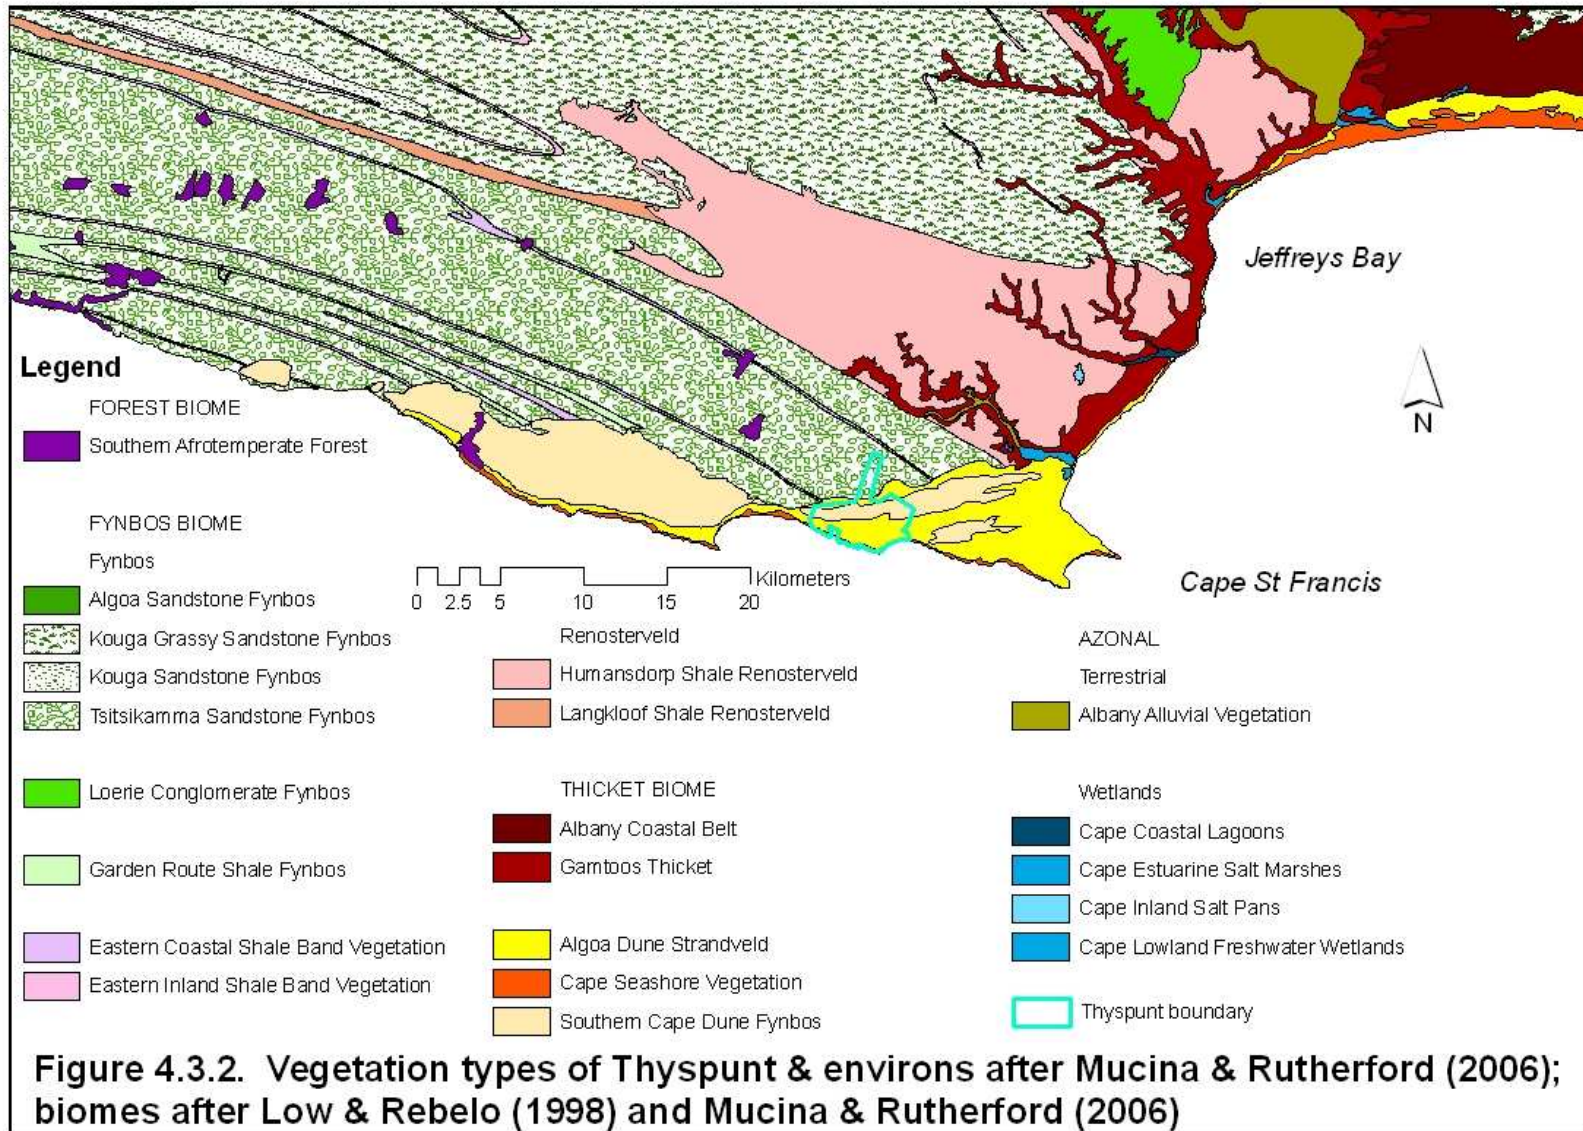 Jeffreys Bay
N
Cape St Francis
Kilometers
0 2.5 5 10 15 20
Legend
FOREST BIOME
Southern Afrotemperate Forest
FYNBOS BIOME
Fynbos
Algoa Sandstone Fynbos
Kouga Grassy Sandstone Fynbos
Kouga Sandstone Fynbos
Tsitsikamma Sandstone Fynbos
Loerie Conglomerate Fynbos
Garden Route Shale Fynbos
Eastern Coastal Shale Band Vegetation
Eastern Inland Shale Band Vegetation
Renosterveld
Humansdorp Shale Renosterveld
Langkloof Shale Renosterveld
THICKET BIOME
Albany Coastal Belt
Gamtoos Thicket
Algoa Dune Strandveld
Cape Seashore Vegetation
Southern Cape Dune Fynbos
AZONAL
Terrestrial
Albany Alluvial Vegetation
Wetlands
Cape Coastal Lagoons
Cape Estuarine Salt Marshes
Cape Inland Salt Pans
Cape Lowland Freshwater Wetlands
Thyspunt boundary
Figure 4.3.2. Vegetation types of Thyspunt & environs after Mucina & Rutherford (2006);
biomes after Low & Rebelo (1998) and Mucina & Rutherford (2006)